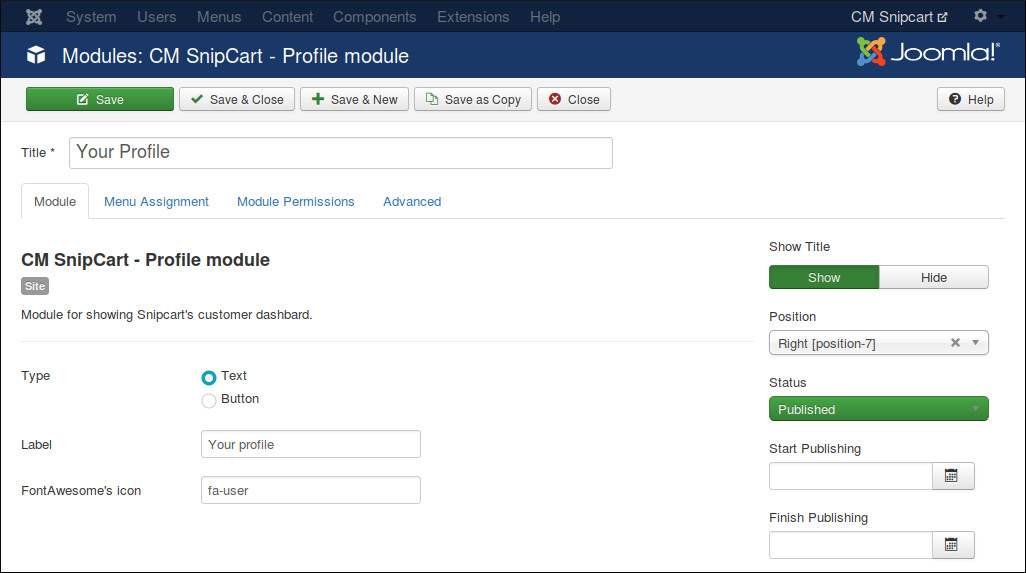 System Users Menus Content Components Extensions Help CM Snipcart
Modules: CM SnipCart - Profile module Joomla!®
Save Save & Close Save & New Save as Copy Close Help
Title * Your Profile
Module Menu Assignment Module Permissions Advanced
CM SnipCart - Profile module
Site
Module for showing Snipcart's customer dashbard.
Type Text
Button
Label Your profile
FontAwesome's icon fa-user
Show Title
Show Hide
Position
Right [position-7]
Status
Published
Start Publishing
Finish Publishing